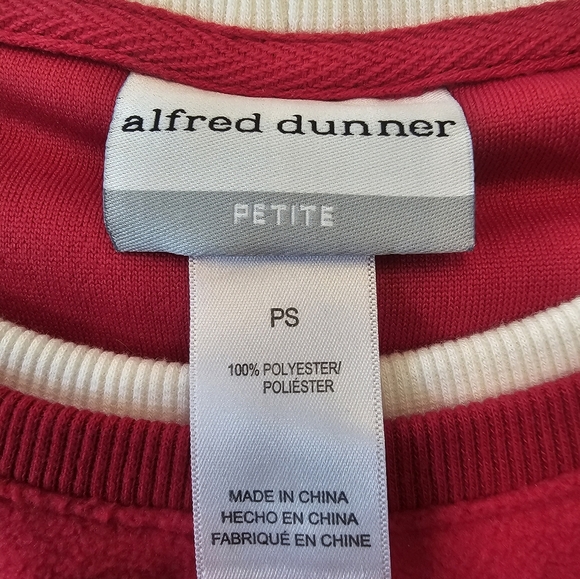 alfred dunner
PETITE
PS
100% POLYESTER/
POLIÉSTER
MADE IN CHINA
HECHO EN CHINA
FABRIQUÉ EN CHINE